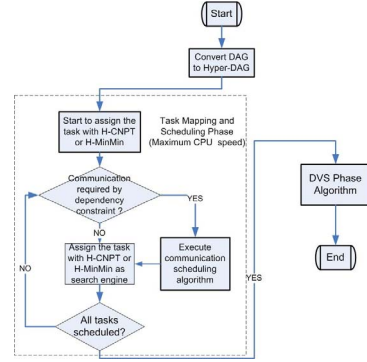 Start
Convert DAG
to Hyper-DAG
Start to assign the
task with H-CNPT
or H-MinMin
Task Mapping and
Scheduling Phase
(Maximum CPU speed)
Communication
required by
dependency
constraint ?
YES
NO
Assign the task
with H-CNPT or
H-MinMin as
search engine
Execute
communication
scheduling
algorithm
NO
All tasks
scheduled?
YES
DVS Phase
Algorithm
End